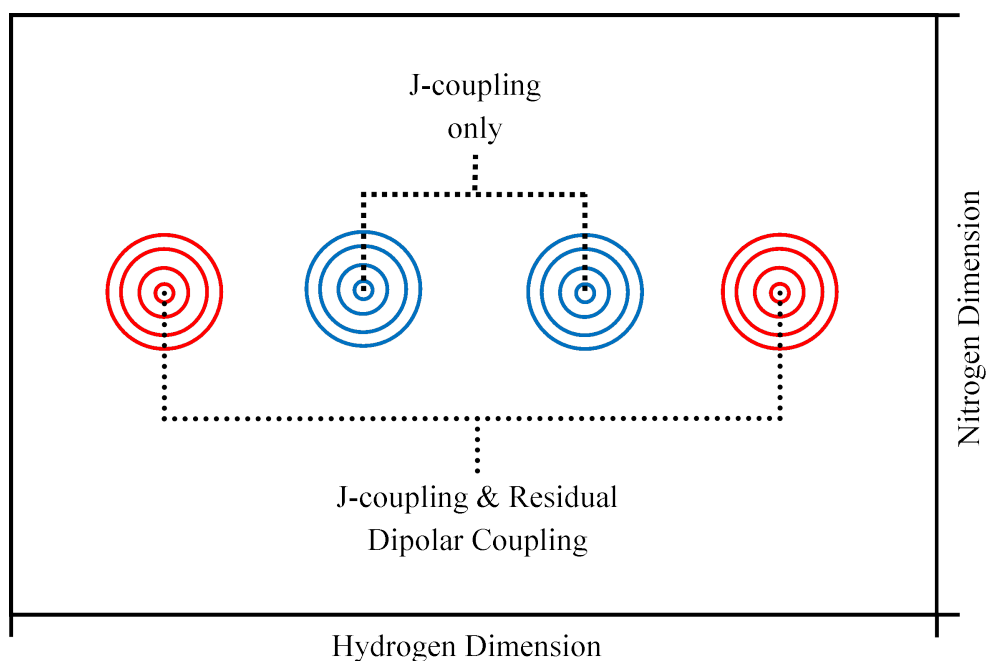 J-coupling
only
Nitrogen Dimension
J-coupling & Residual
Dipolar Coupling
Hydrogen Dimension